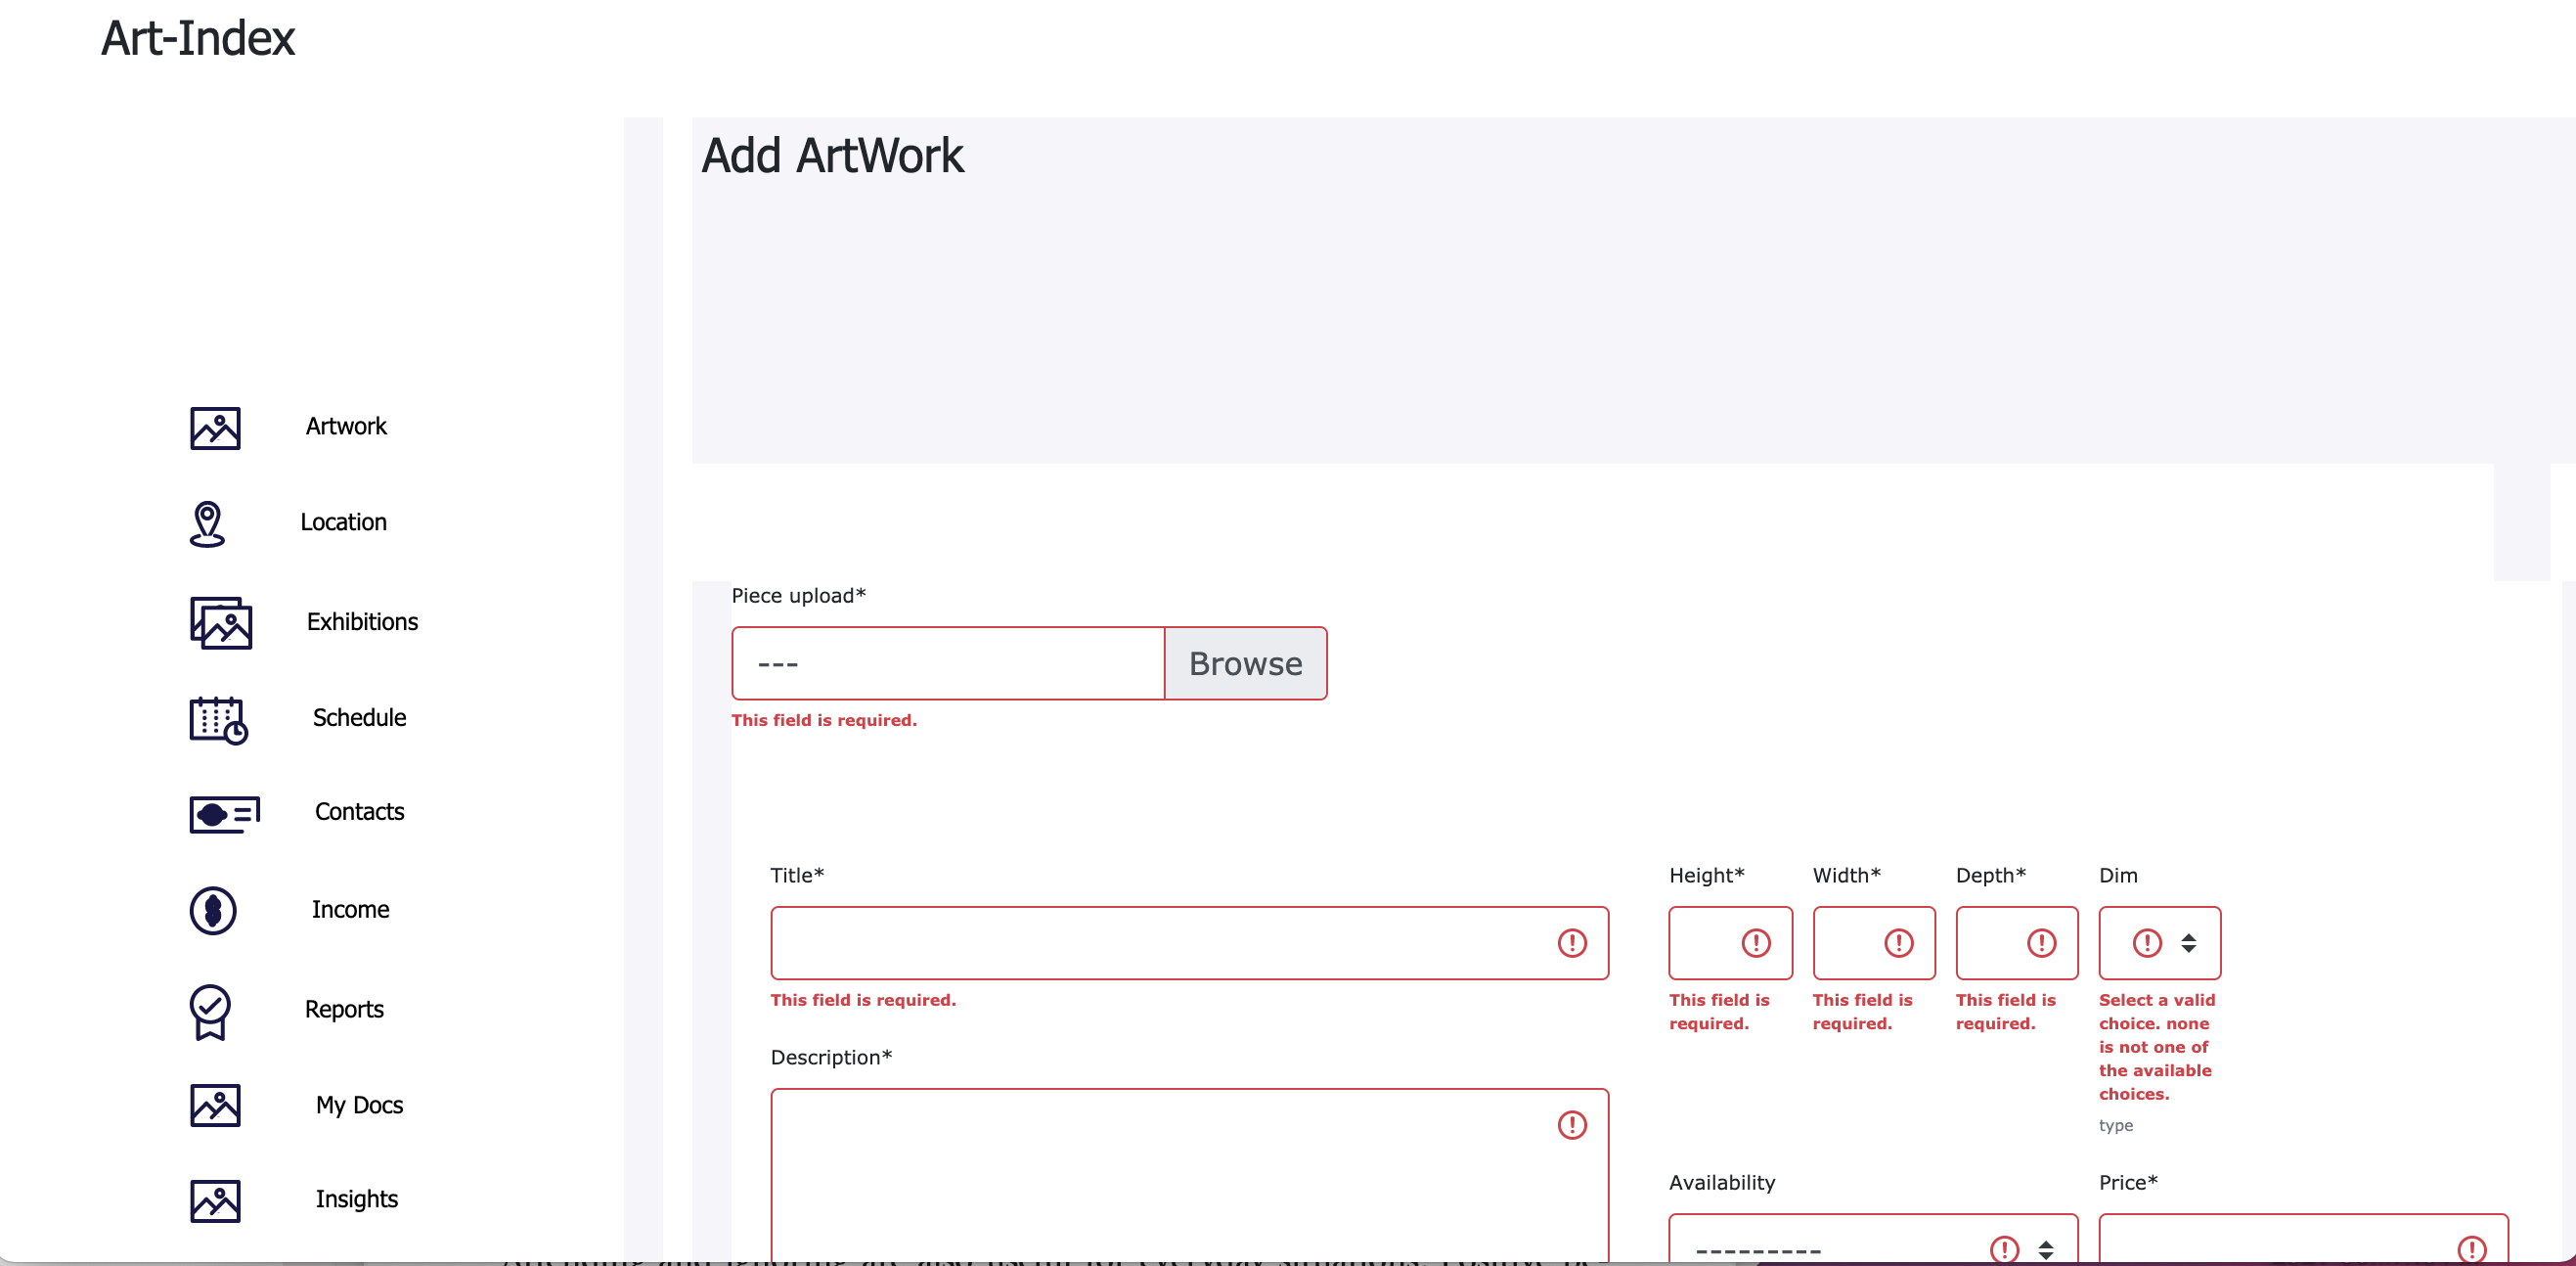 Art-Index
Add ArtWork
Artwork
Location
Exhibitions
Schedule
Contacts
Income
Reports
My Docs
Insights
Piece upload*
---
Browse
This field is required.
Title*
This field is required.
Description*
Height*
This field is
required.
Width*
This field is
required.
Depth*
This field is
required.
Dim
Select a valid
choice. none
is not one of
the available
choices.
type
Availability
---------
Price*